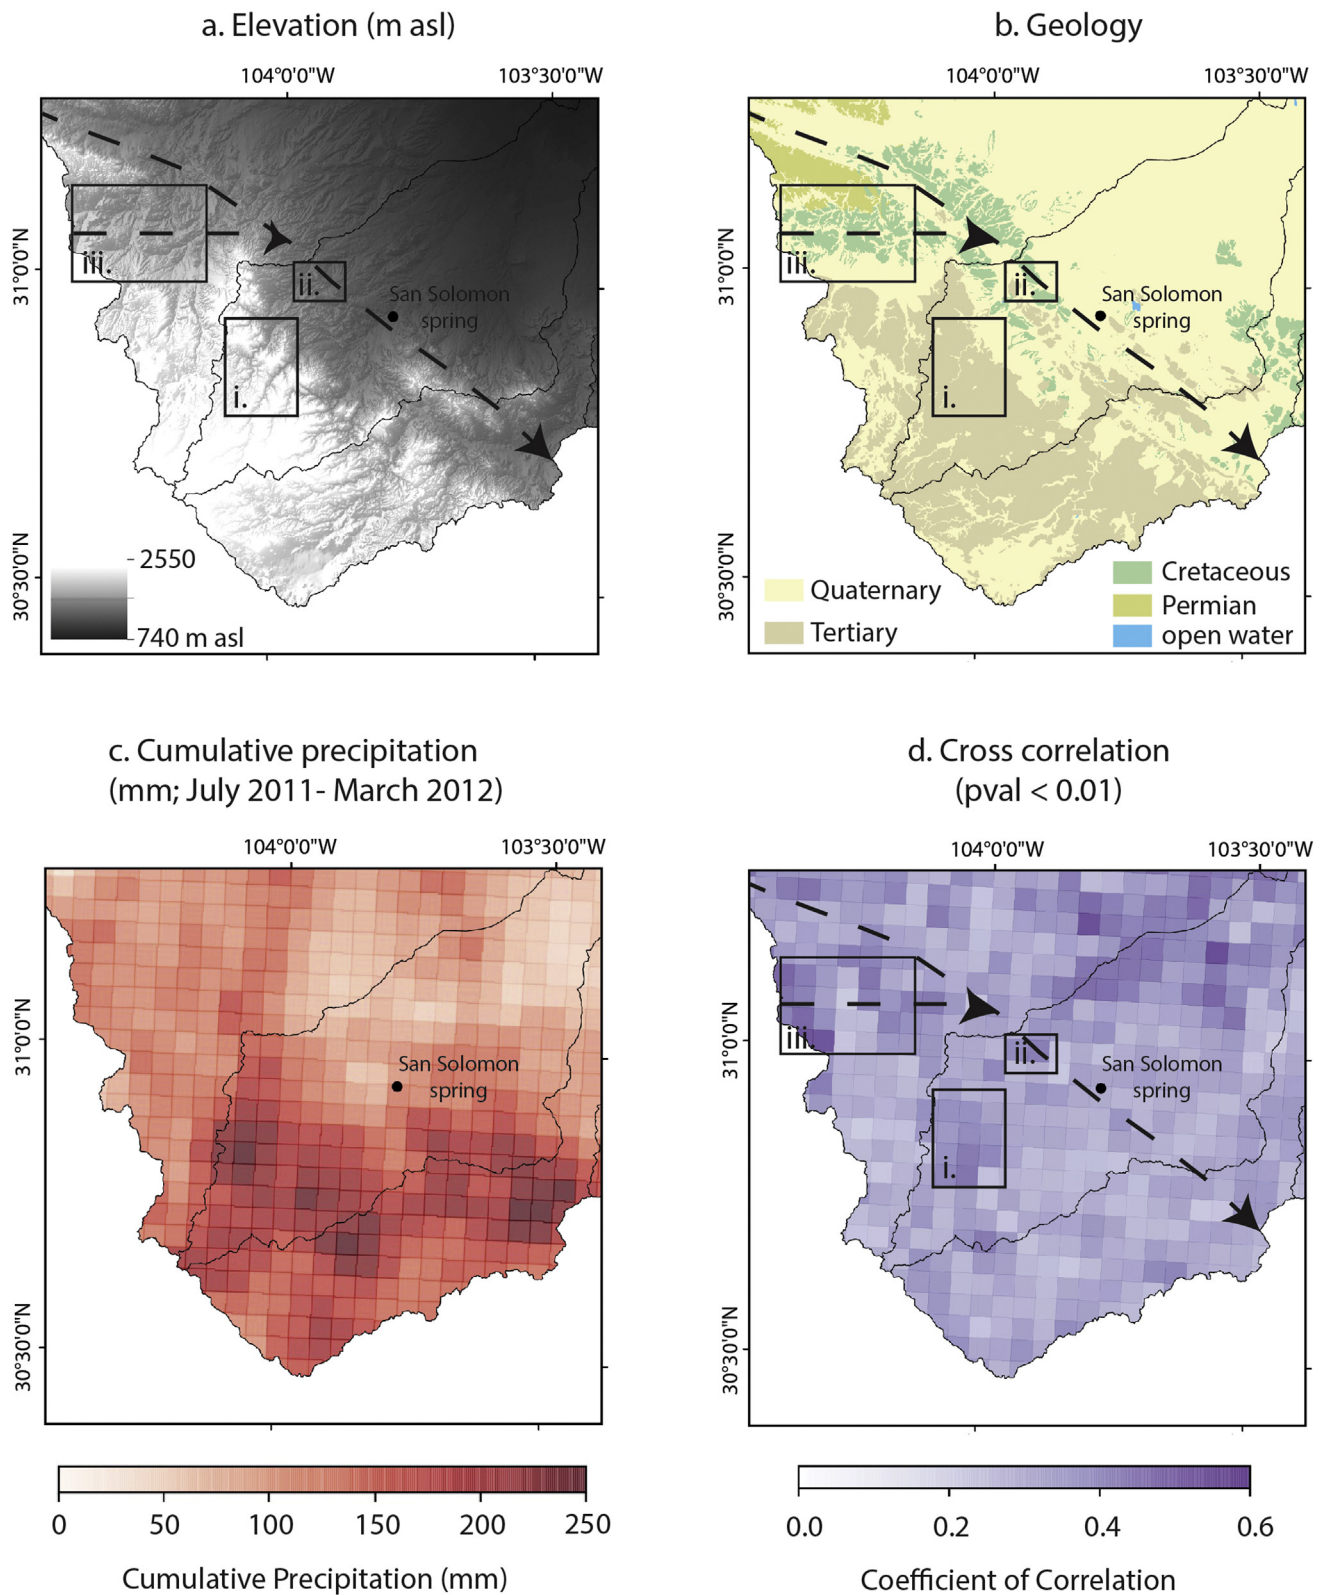 a. Elevation (m asl)
104°0'0"W
103°30'0"W
31°0'0"N
30°30'0"N
iii.
ii.
i.
San Solomon
spring
2550
740 m asl
b. Geology
104°0'0"W
103°30'0"W
31°0'0"N
30°30'0"N
iii.
ii.
i.
San Solomon
spring
Quaternary
Tertiary
Cretaceous
Permian
open water
c. Cumulative precipitation
(mm; July 2011- March 2012)
104°0'0"W
103°30'0"W
31°0'0"N
30°30'0"N
San Solomon
spring
0 50 100 150 200 250
Cumulative Precipitation (mm)
d. Cross correlation
(pval < 0.01)
104°0'0"W
103°30'0"W
31°0'0"N
30°30'0"N
iii.
ii.
i.
San Solomon
spring
0.0 0.2 0.4 0.6
Coefficient of Correlation